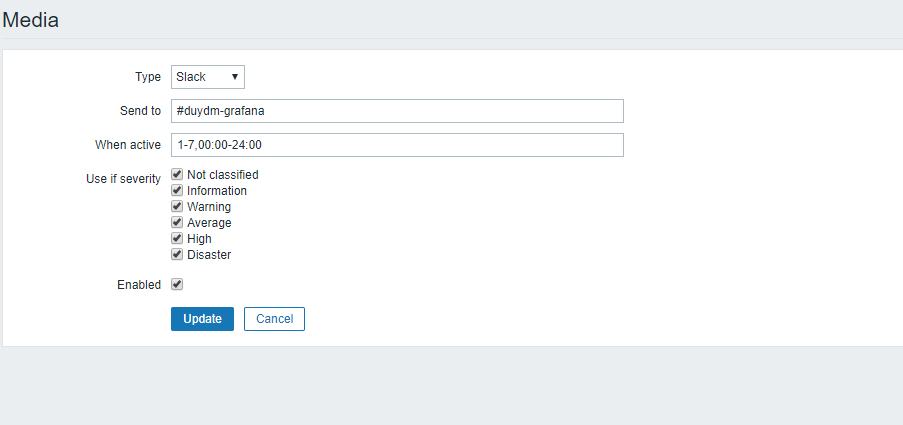 Media
Type Slack
Send to #duydm-grafana
When active 1-7,00:00-24:00
Use if severity Not classified
Information
Warning
Average
High
Disaster
Enabled
Update Cancel